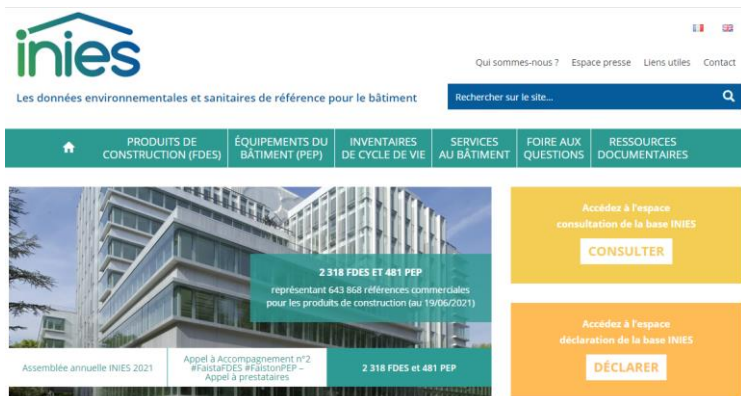 inies
Les données environnementales et sanitaires de référence pour le bâtiment
Qui sommes-nous ? Espace presse Liens utiles Contact
Rechercher sur le site...
PRODUITS DE
CONSTRUCTION (FDES)
ÉQUIPEMENTS DU
BÂTIMENT (PEP)
INVENTAIRES
DE CYCLE DE VIE
SERVICES
AU BÂTIMENT
FOIRE AUX
QUESTIONS
RESSOURCES
DOCUMENTAIRES
2 318 FDES ET 481 PEP
représentant 643 868 références commerciales
pour les produits de construction (au 19/06/2021)
Assemblée annuelle INIES 2021
Appel à Accompagnement n°2
#FaistaFDES #FaistonPEP –
Appel à prestataires
2 318 FDES et 481 PEP
Accédez à l'espace
consultation de la base INIES
CONSULTER
Accédez à l'espace
déclaration de la base INIES
DÉCLARER